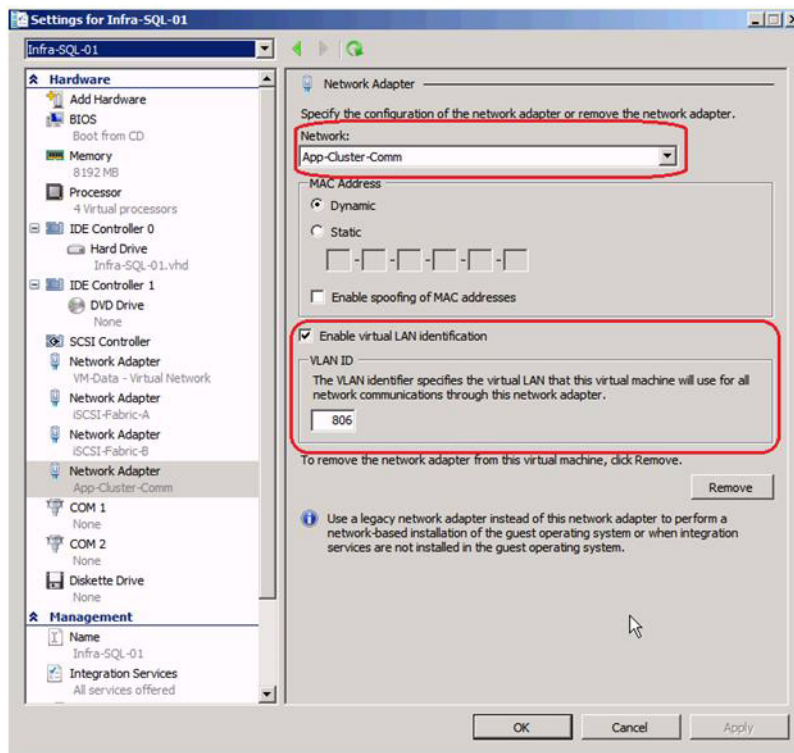 Settings for Infra-SQL-01
Infra-SQL-01
Hardware
Add Hardware
BIOS
Boot from CD
Memory
8192 MB
Processor
4 Virtual processors
IDE Controller 0
Hard Drive
Infra-SQL-01.vhd
IDE Controller 1
DVD Drive
None
SCSI Controller
Network Adapter
VM-Data - Virtual Network
Network Adapter
iSCSI-Fabric-A
Network Adapter
iSCSI-Fabric-B
Network Adapter
App-Cluster-Comm
COM 1
None
COM 2
None
Diskette Drive
None
Management
Name
Infra-SQL-01
Integration Services
All services offered
Network Adapter
Specify the configuration of the network adapter or remove the network adapter.
Network:
App-Cluster-Comm
MAC Address
Dynamic
Static
- - - - -
Enable spoofing of MAC addresses
Enable virtual LAN identification
VLAN ID
The VLAN identifier specifies the virtual LAN that this virtual machine will use for all
network communications through this network adapter.
806
To remove the network adapter from this virtual machine, click Remove.
Remove
Use a legacy network adapter instead of this network adapter to perform a
network-based installation of the guest operating system or when integration
services are not installed in the guest operating system.
OK
Cancel
Apply